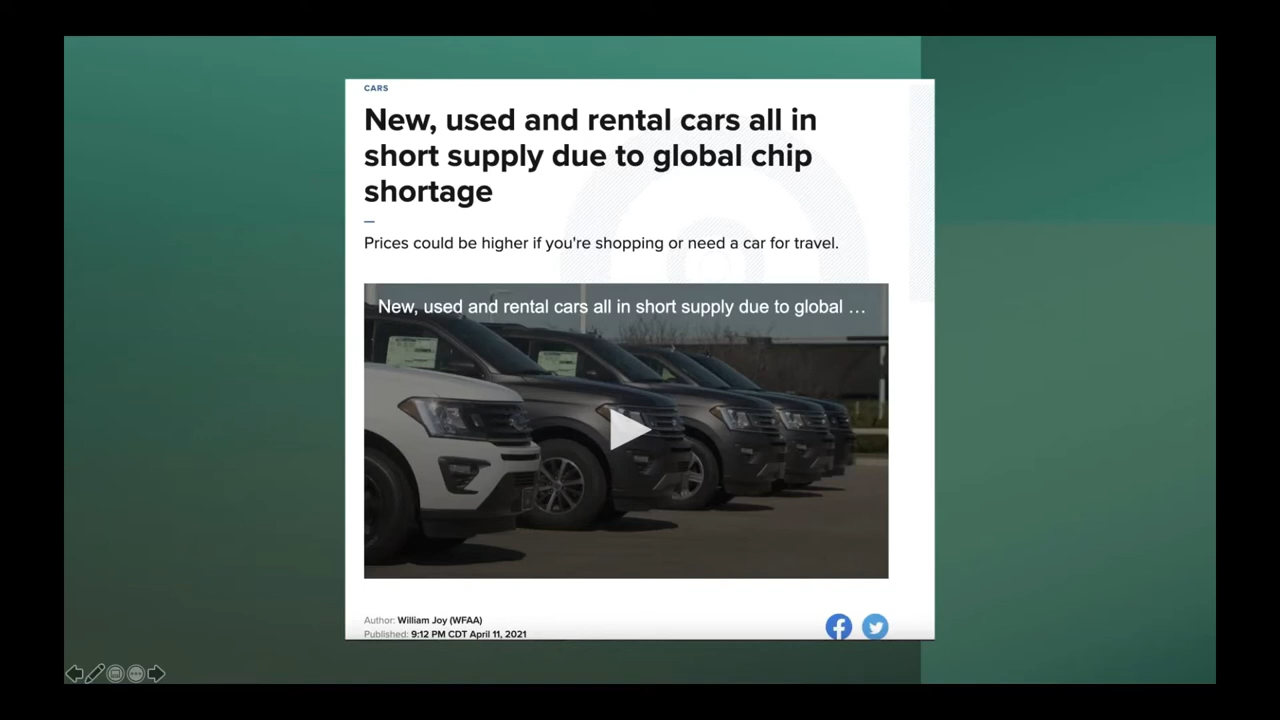 CARS
New, used and rental cars all in
short supply due to global chip
shortage
Prices could be higher if you're shopping or need a car for travel.
New, used and rental cars all in short supply due to global ...
Author: William Joy (WFAA)
Published: 9:12 PM CDT April 11, 2021